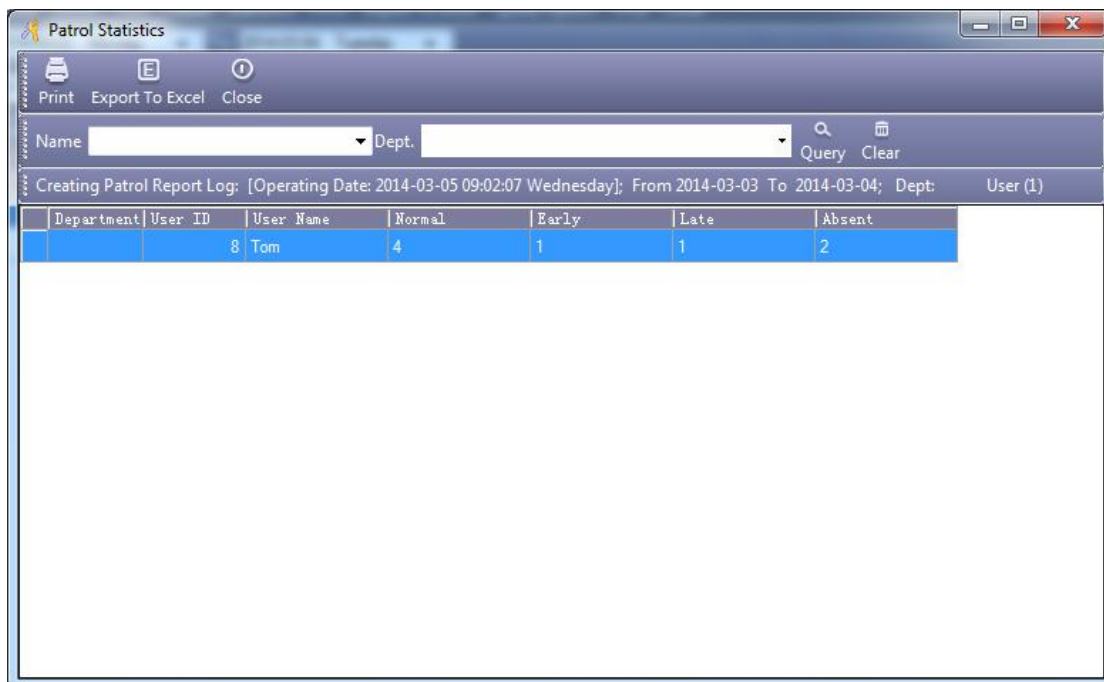 Patrol Statistics
Print Export To Excel Close
Name Dept. Query Clear
Creating Patrol Report Log: [Operating Date: 2014-03-05 09:02:07 Wednesday]; From 2014-03-03 To 2014-03-04; Dept: User (1)
Department User ID User Name Normal Early Late Absent
8 Tom 4 1 1 2